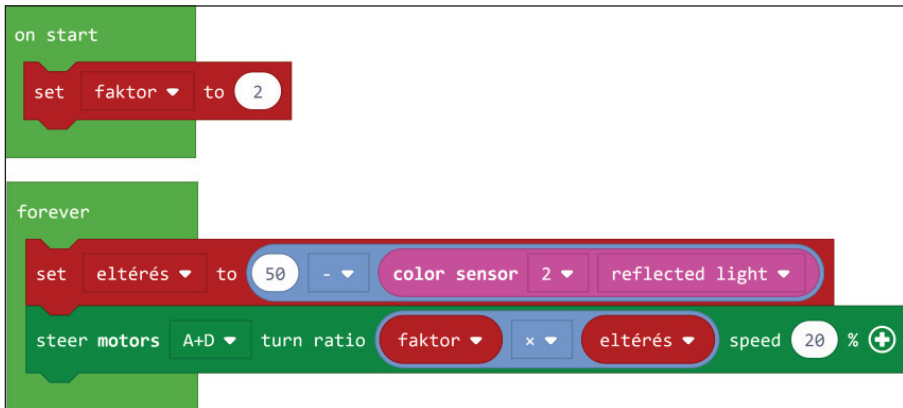 on start
set faktor to 2
forever
set eltérés to 50 - color sensor 2 reflected light
steer motors A+D turn ratio faktor × eltérés speed 20 %